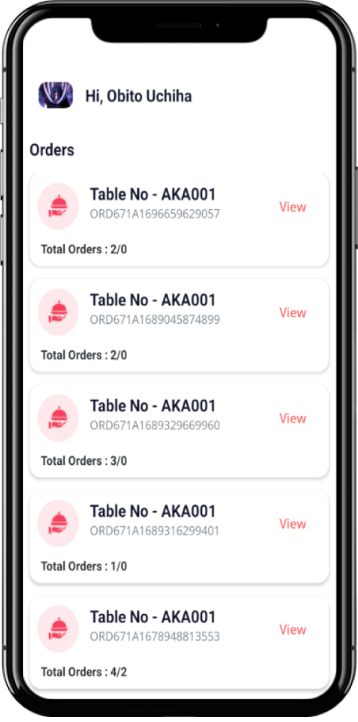 Hi, Obito Uchiha
Orders
Table No - AKA001
ORD671A1696659629057
View
Total Orders : 2/0
Table No - AKA001
ORD671A1689045874899
View
Total Orders : 2/0
Table No - AKA001
ORD671A1689329669960
View
Total Orders : 3/0
Table No - AKA001
ORD671A1689316299401
View
Total Orders : 1/0
Table No - AKA001
ORD671A1678948813553
View
Total Orders : 4/2